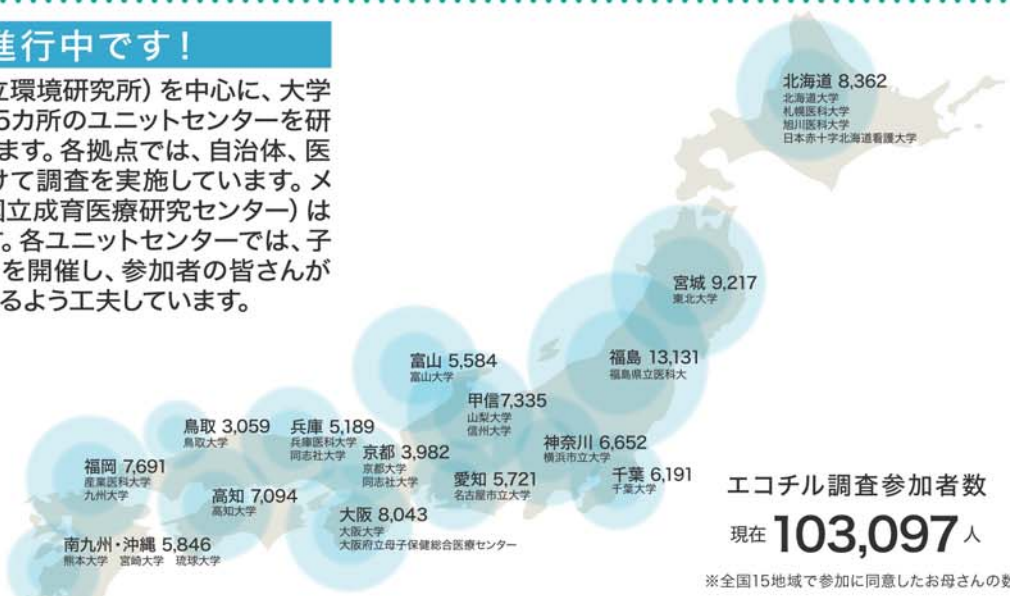 進行中です！
立環境研究所）を中心に、大学
5カ所のユニットセンターを研
ます。各拠点では、自治体、医
けて調査を実施しています。メ
国立成育医療研究センター）は
す。各ユニットセンターでは、子
を開催し、参加者の皆さんが
るよう工夫しています。
北海道 8,362
北海道大学
札幌医科大学
旭川医科大学
日本赤十字北海道看護大学
宮城 9,217
東北大学
福島 13,131
福島県立医科大
富山 5,584
富山大学
甲信7,335
山梨大学
信州大学
神奈川 6,652
横浜市立大学
千葉 6,191
千葉大学
愛知 5,721
名古屋市立大学
鳥取 3,059
鳥取大学
兵庫 5,189
兵庫医科大学
同志社大学
京都 3,982
京都大学
同志社大学
大阪 8,043
大阪大学
大阪府立母子保健総合医療センター
高知 7,094
高知大学
福岡 7,691
産業医科大学
九州大学
南九州・沖縄 5,846
熊本大学 宮崎大学 琉球大学
エコチル調査参加者数
現在 103,097 人
※全国15地域で参加に同意したお母さんの数